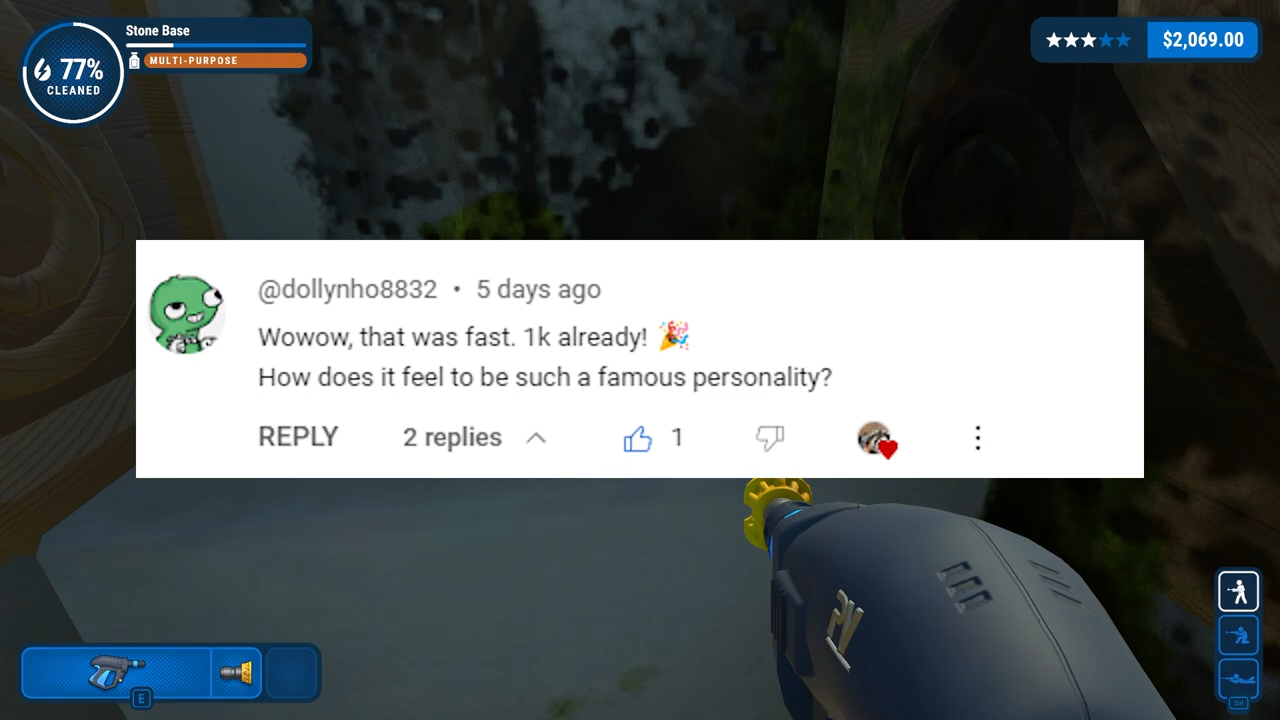 Stone Base
77%
CLEANED
MULTI-PURPOSE
$2,069.00
@dollynho8832 • 5 days ago
Wowow, that was fast. 1k already! 🎉
How does it feel to be such a famous personality?
REPLY 2 replies 1
E
Ctrl